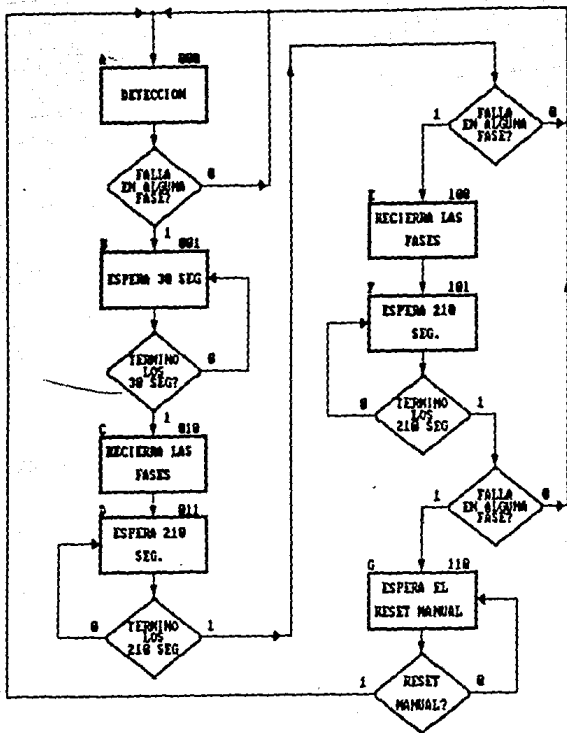 A 000
DETECCION
FALLA
EN ALGUNA
FASE?
0
1
B 001
ESPERA 30 SEG
TERMINO
LOS
30 SEG?
0
1
C 010
RECIERRA LAS
FASES
D 011
ESPERA 210
SEG.
TERMINO
LOS
210 SEG
0
1
FALLA
EN ALGUNA
FASE?
1
0
E 100
RECIERRA LAS
FASES
F 101
ESPERA 210
SEG.
TERMINO
LOS
210 SEG
0
1
FALLA
EN ALGUNA
FASE?
1
0
G 110
ESPERA EL
RESET MANUAL
RESET
MANUAL?
1
0